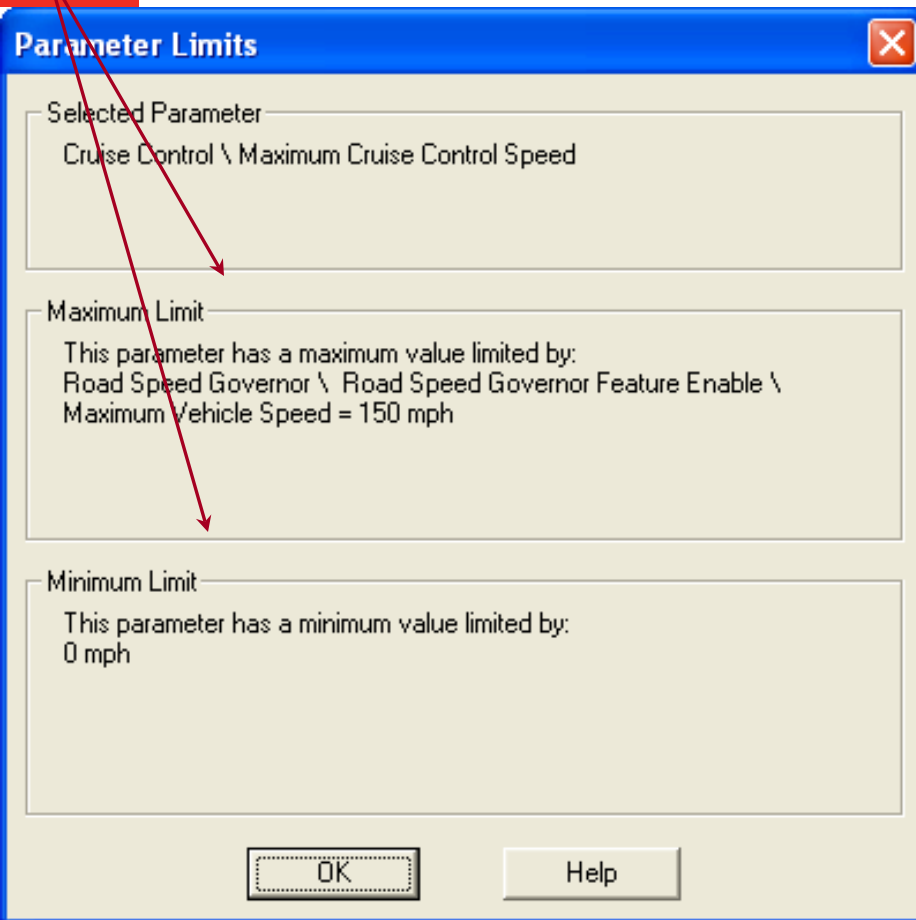 Parameter Limits
Selected Parameter
Cruise Control \ Maximum Cruise Control Speed
Maximum Limit
This parameter has a maximum value limited by:
Road Speed Governor \  Road Speed Governor Feature Enable \
Maximum Vehicle Speed = 150 mph
Minimum Limit
This parameter has a minimum value limited by:
0 mph
OK
Help